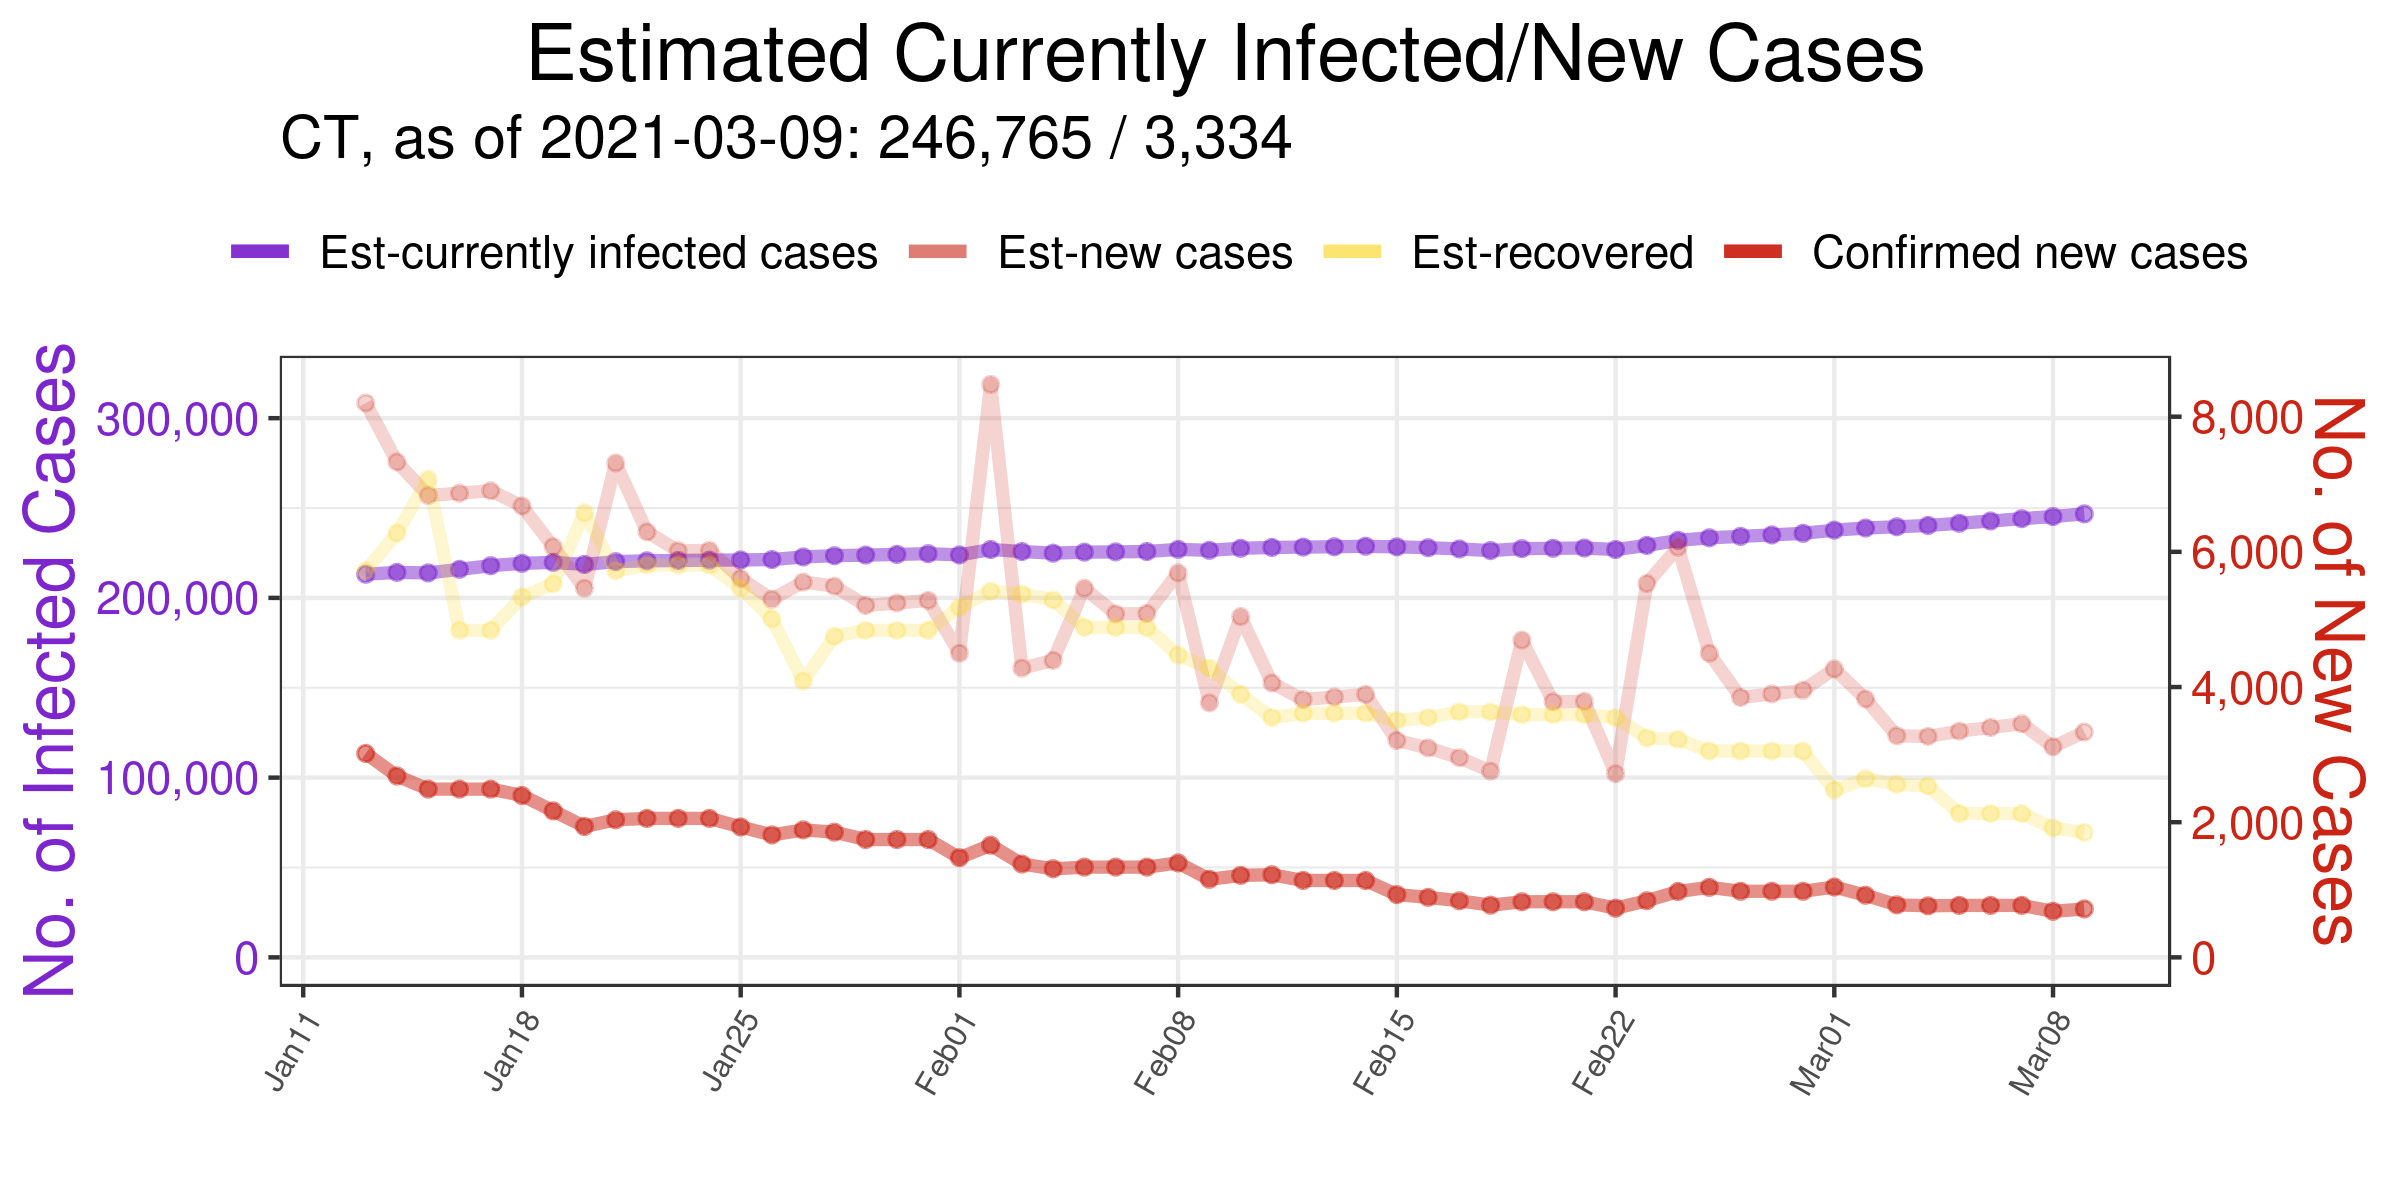 Estimated Currently Infected/New Cases
CT, as of 2021-03-09: 246,765 / 3,334
Est-currently infected cases Est-new cases Est-recovered Confirmed new cases
No. of Infected Cases
300,000
200,000
100,000
0
8,000
6,000
4,000
2,000
0
No. of New Cases
Jan11 Jan18 Jan25 Feb01 Feb08 Feb15 Feb22 Mar01 Mar08